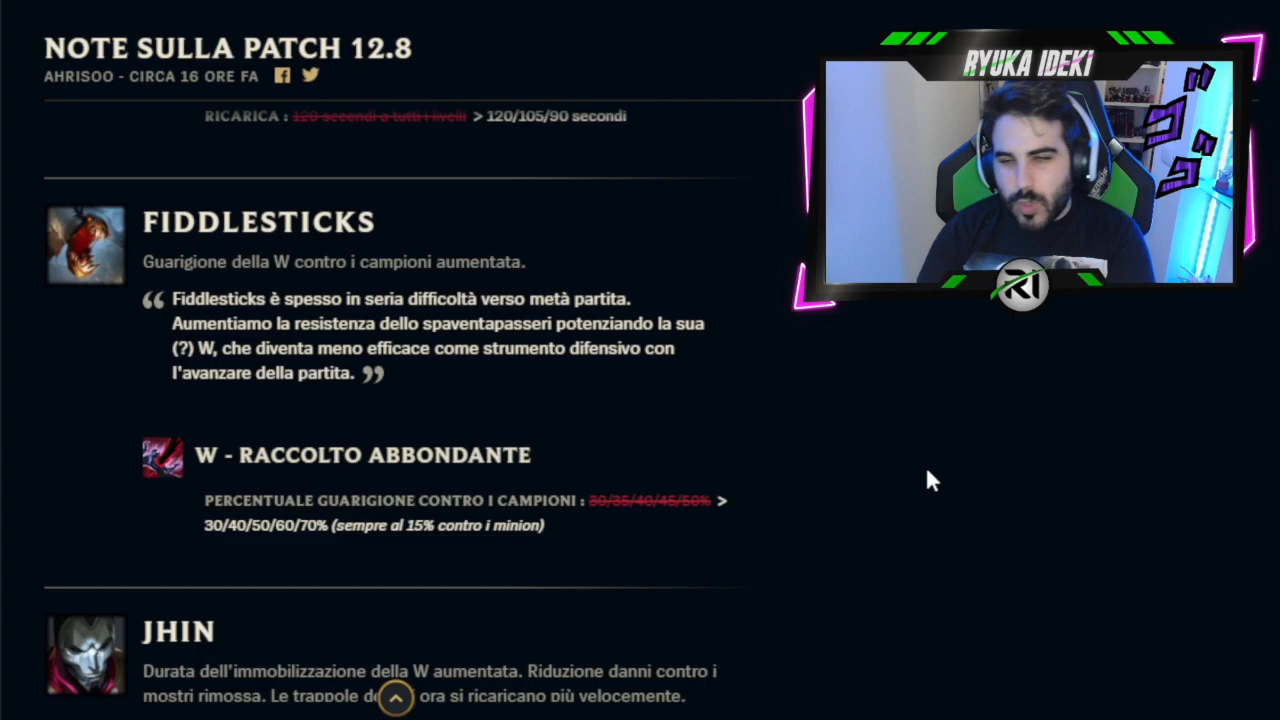 NOTE SULLA PATCH 12.8
AHRISOO - CIRCA 16 ORE FA
RYUKA IDEKI
RICARICA : 120 secondi a tutti i livelli > 120/105/90 secondi
RI
FIDDLESTICKS
Guarigione della W contro i campioni aumentata.
“ Fiddlesticks è spesso in seria difficoltà verso metà partita.
Aumentiamo la resistenza dello spaventapasseri potenziando la sua
(?) W, che diventa meno efficace come strumento difensivo con
l'avanzare della partita. ”
W - RACCOLTO ABBONDANTE
PERCENTUALE GUARIGIONE CONTRO I CAMPIONI : 30/35/40/45/50% >
30/40/50/60/70% (sempre al 15% contro i minion)
JHIN
Durata dell'immobilizzazione della W aumentata. Riduzione danni contro i
mostri rimossa. Le trappole ora si ricaricano più velocemente.